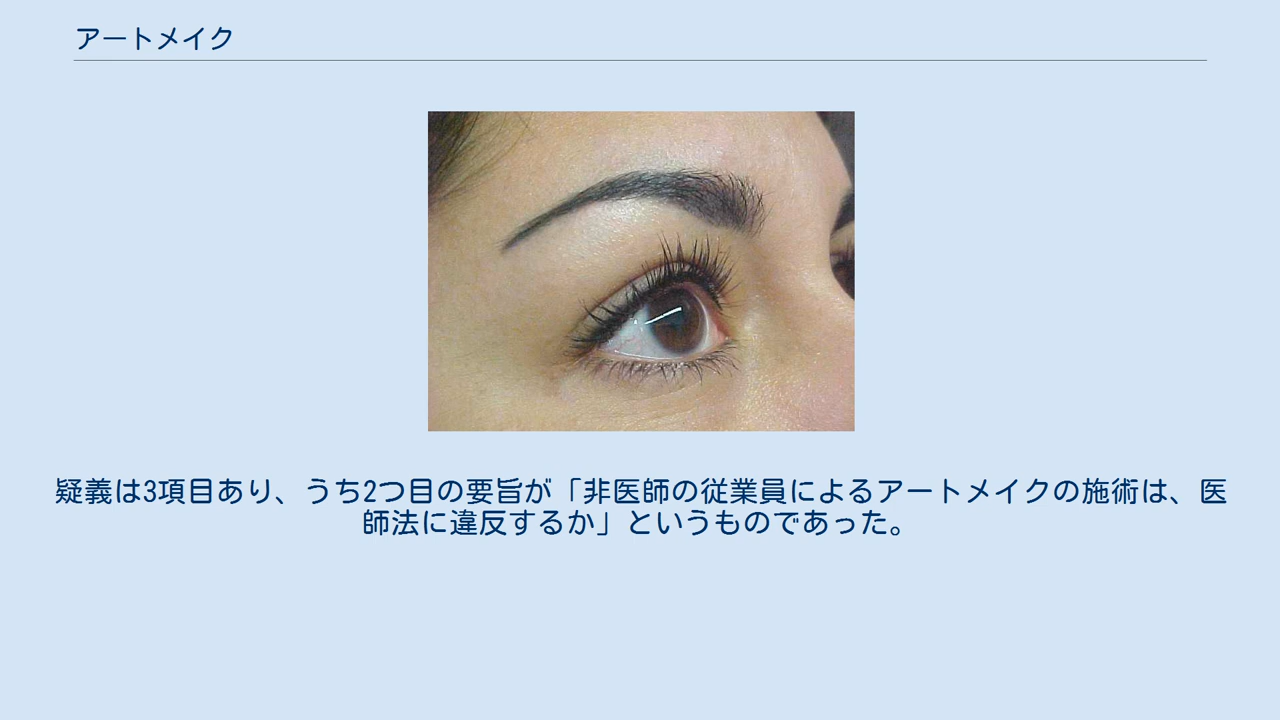 アートメイク
疑義は3項目あり、うち2つ目の要旨が「非医師の従業員によるアートメイクの施術は、医
師法に違反するか」というものであった。